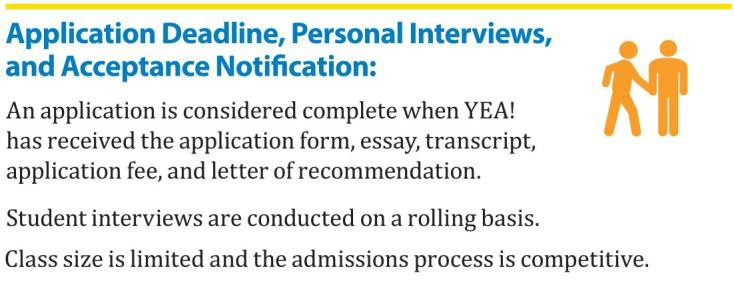 Application Deadline, Personal Interviews,
and Acceptance Notification:
An application is considered complete when YEA!
has received the application form, essay, transcript,
application fee, and letter of recommendation.
Student interviews are conducted on a rolling basis.
Class size is limited and the admissions process is competitive.